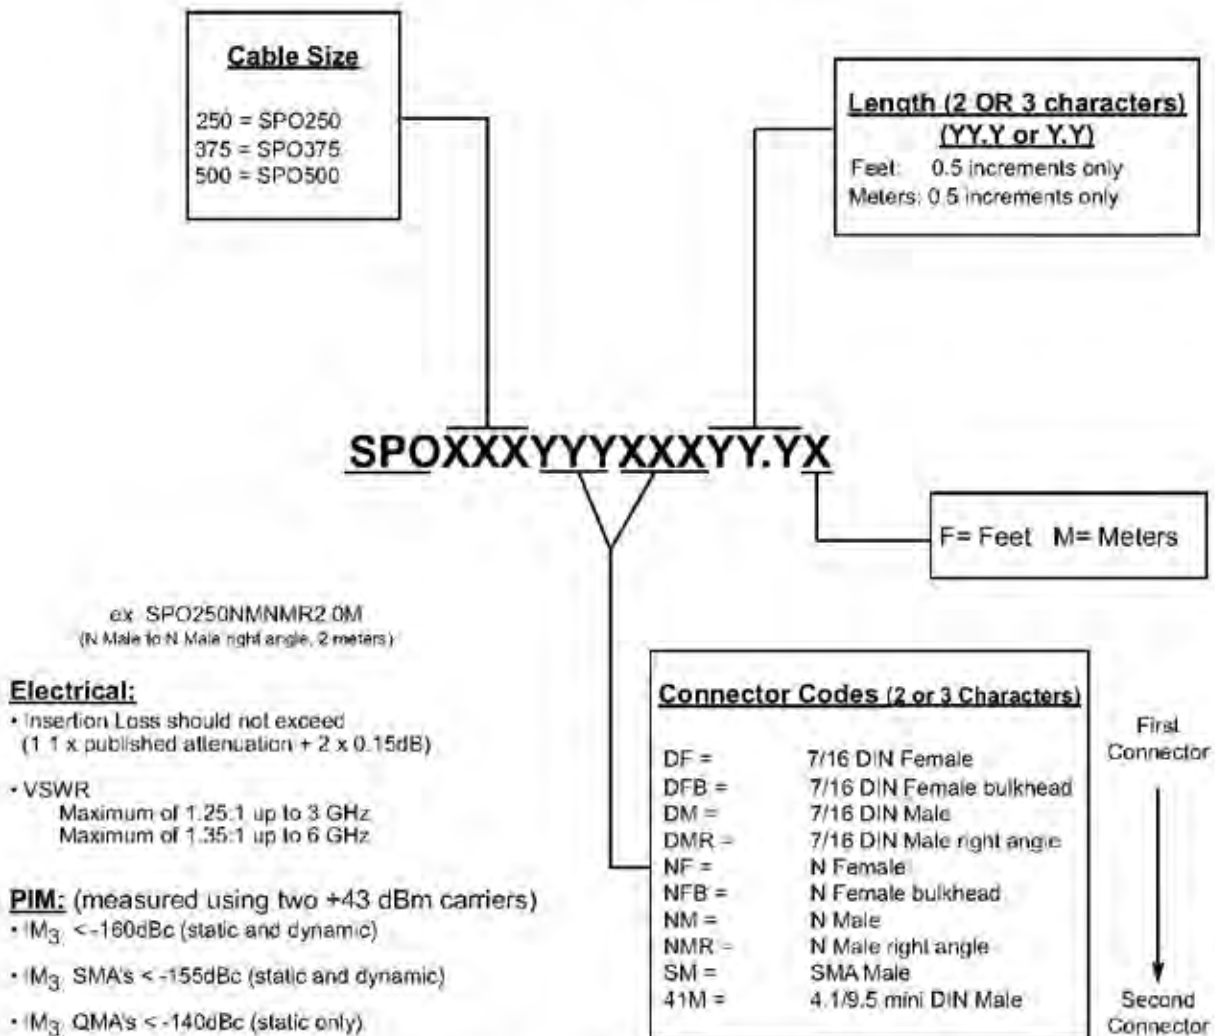 Cable Size
250 = SPO250
375 = SPO375
500 = SPO500
Length (2 OR 3 characters)
(YY.Y or Y.Y)
Feet: 0.5 increments only
Meters: 0.5 increments only
SPOXXXYYYXXXYY.YX
F= Feet M= Meters
ex SPO250NMNMR2.0M
(N Male to N Male right angle, 2 meters)
Electrical:
• Insertion Loss should not exceed
(1.1 x published attenuation + 2 x 0.15dB)
• VSWR
Maximum of 1.25:1 up to 3 GHz
Maximum of 1.35:1 up to 6 GHz
PIM: (measured using two +43 dBm carriers)
• IM3 < -160dBc (static and dynamic)
• IM3 SMA's < -155dBc (static and dynamic)
• IM3 QMA's < -140dBc (static only)
Connector Codes (2 or 3 Characters)
DF = 7/16 DIN Female
DFB = 7/16 DIN Female bulkhead
DM = 7/16 DIN Male
DMR = 7/16 DIN Male right angle
NF = N Female
NFB = N Female bulkhead
NM = N Male
NMR = N Male right angle
SM = SMA Male
41M = 4.1/9.5 mini DIN Male
First
Connector
Second
Connector